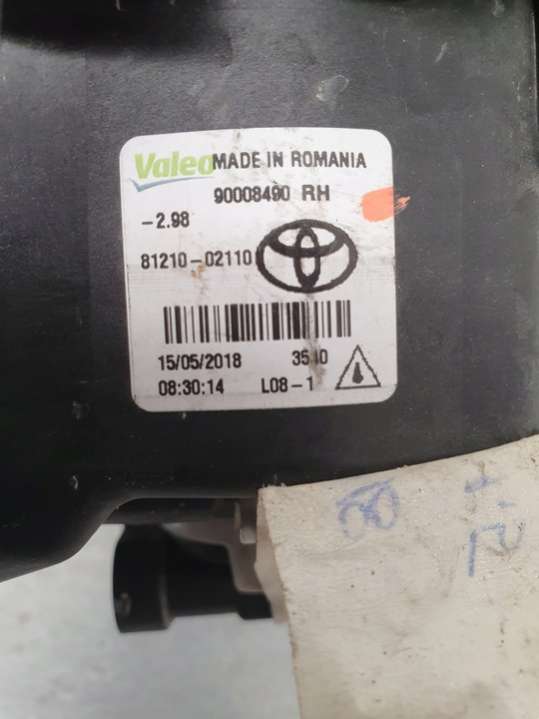 Valeo MADE IN ROMANIA
90008490 RH
-2.98
81210-02110
15/05/2018 3540
08:30:14 L08-1